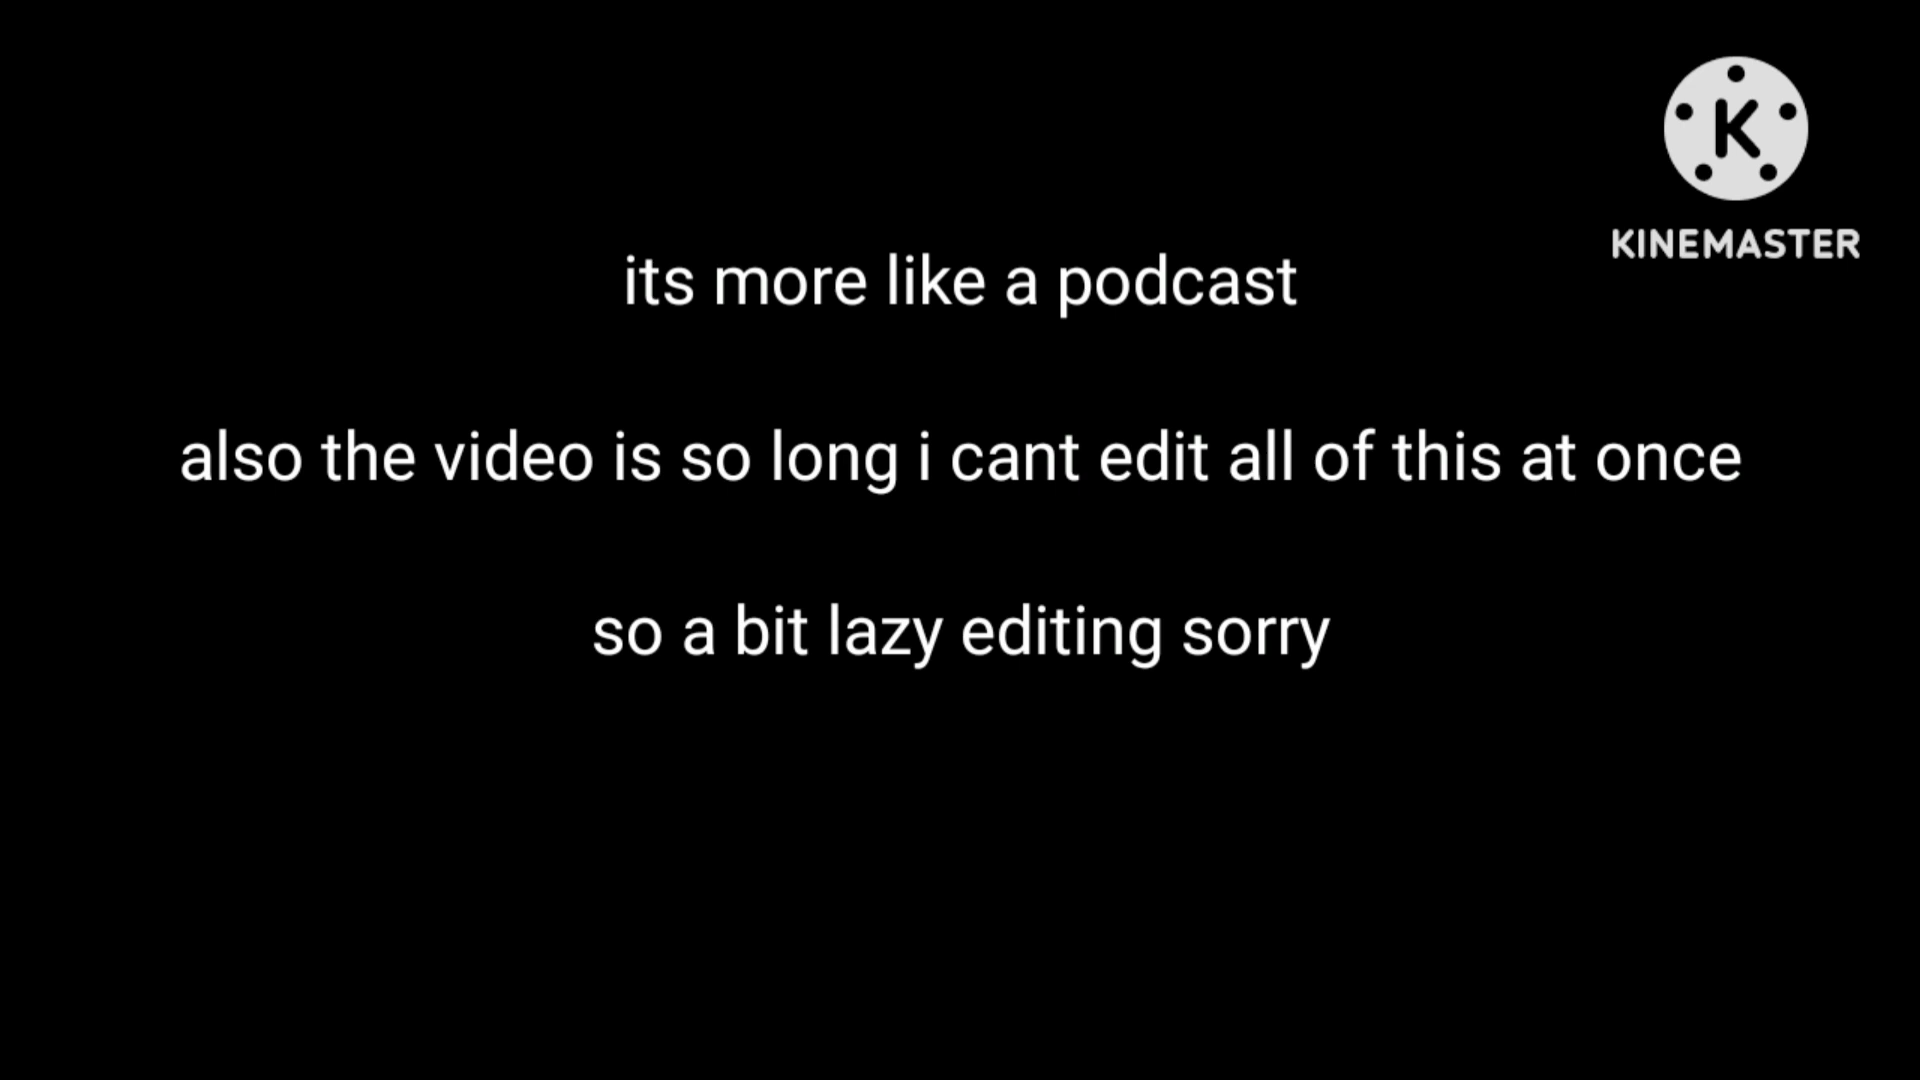 K
KINEMASTER
its more like a podcast
also the video is so long i cant edit all of this at once
so a bit lazy editing sorry